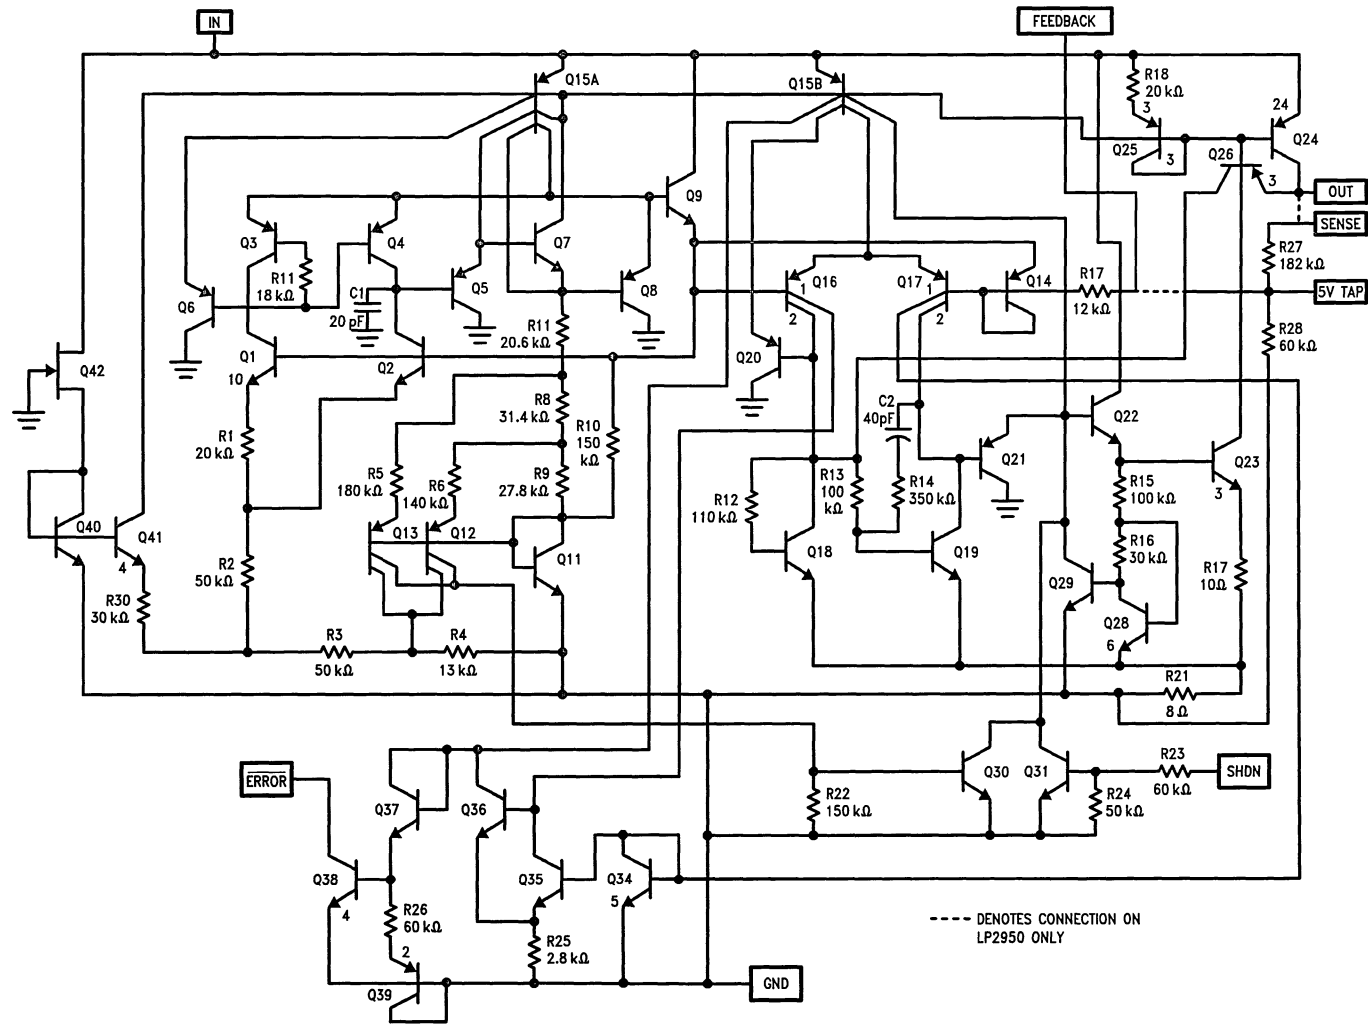 IN
FEEDBACK
R18
20 kΩ
Q15A
Q15B
3
24
Q25
3
Q26
Q24
3
OUT
SENSE
Q9
Q3
Q4
Q7
R11
18 kΩ
Q6
C1
20 pF
Q5
Q8
Q16
1
2
Q17
1
2
Q14
R17
12 kΩ
R27
182 kΩ
5V TAP
R28
60 kΩ
R11
20.6 kΩ
Q1
10
Q2
Q20
Q42
R8
31.4 kΩ
R10
150
kΩ
C2
40pF
Q22
R1
20 kΩ
R5
180 kΩ
R6
140 kΩ
R9
27.8 kΩ
R12
110 kΩ
R13
100
kΩ
R14
350 kΩ
Q21
R15
100 kΩ
Q23
3
Q40
Q41
4
Q13
Q12
Q11
Q18
Q19
R16
30 kΩ
R2
50 kΩ
R30
30 kΩ
Q29
R17
10Ω
Q28
6
R3
50 kΩ
R4
13 kΩ
R21
8 Ω
ERROR
Q37
Q36
R22
150 kΩ
Q30
Q31
R24
50 kΩ
R23
60 kΩ
SHDN
Q38
4
Q35
Q34
5
R26
60 kΩ
2
Q39
R25
2.8 kΩ
GND
---- DENOTES CONNECTION ON
LP2950 ONLY